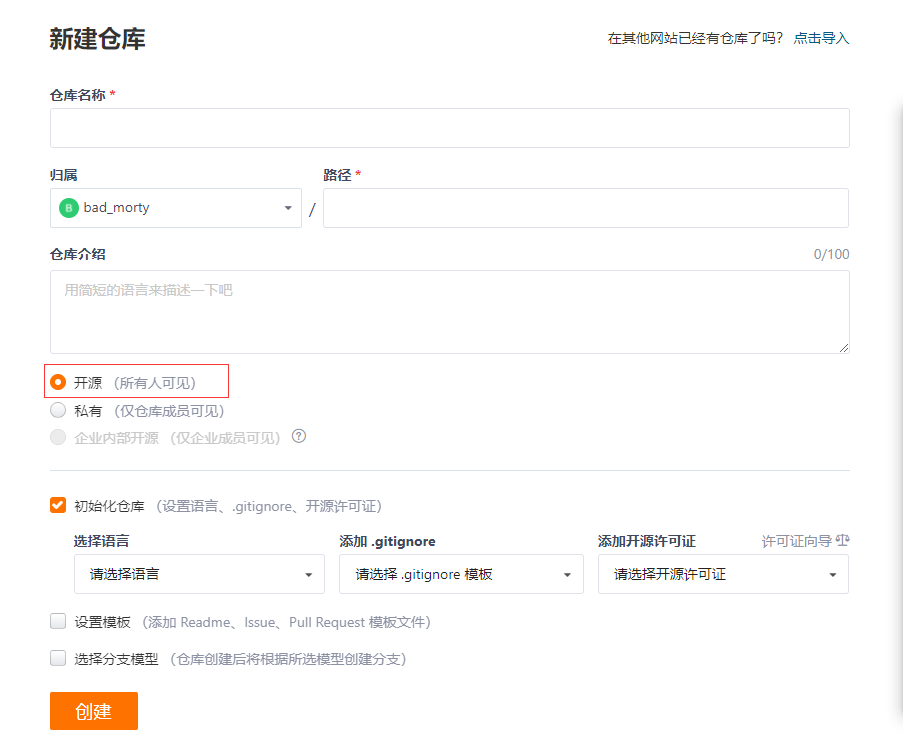 新建仓库 在其他网站已经有仓库了吗? 点击导入
仓库名称 *
归属 路径 *
B bad_morty /
仓库介绍 0/100
用简短的语言来描述一下吧
开源 （所有人可见）
私有 （仅仓库成员可见）
企业内部开源 （仅企业成员可见） ?
初始化仓库 （设置语言、.gitignore、开源许可证）
选择语言 添加 .gitignore 添加开源许可证 许可证向导
请选择语言 请选择 .gitignore 模板 请选择开源许可证
设置模板 （添加 Readme、Issue、Pull Request 模板文件）
选择分支模型 （仓库创建后将根据所选模型创建分支）
创建